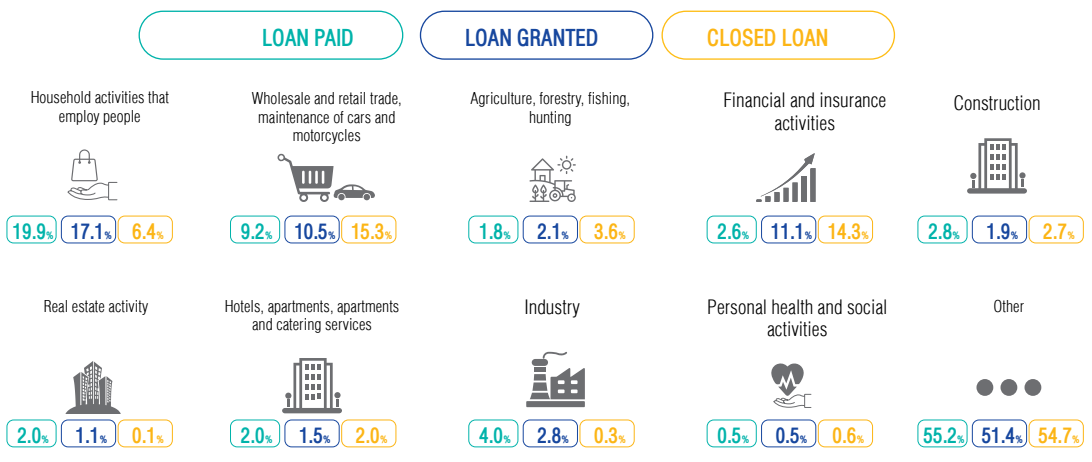 LOAN PAID
LOAN GRANTED
CLOSED LOAN
Household activities that
employ people
19.9% 17.1% 6.4%
Wholesale and retail trade,
maintenance of cars and
motorcycles
9.2% 10.5% 15.3%
Agriculture, forestry, fishing,
hunting
1.8% 2.1% 3.6%
Financial and insurance
activities
2.6% 11.1% 14.3%
Construction
2.8% 1.9% 2.7%
Real estate activity
2.0% 1.1% 0.1%
Hotels, apartments, apartments
and catering services
2.0% 1.5% 2.0%
Industry
4.0% 2.8% 0.3%
Personal health and social
activities
0.5% 0.5% 0.6%
Other
55.2% 51.4% 54.7%